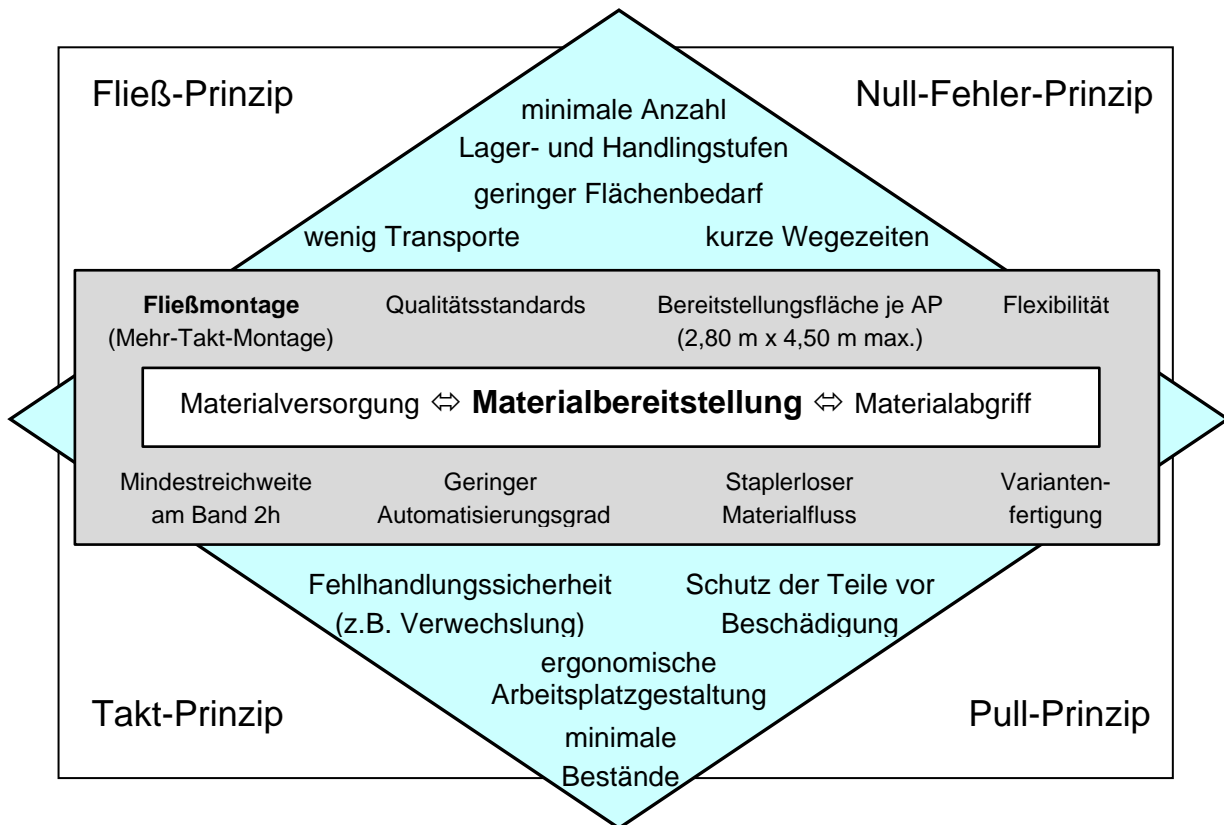 Fließ-Prinzip
Null-Fehler-Prinzip
minimale Anzahl
Lager- und Handlingstufen
geringer Flächenbedarf
wenig Transporte
kurze Wegezeiten
Fließmontage
(Mehr-Takt-Montage)
Qualitätsstandards
Bereitstellungsfläche je AP
(2,80 m x 4,50 m max.)
Flexibilität
Materialversorgung ⬄ Materialbereitstellung ⬄ Materialabgriff
Mindestreichweite
am Band 2h
Geringer
Automatisierungsgrad
Staplerloser
Materialfluss
Varianten-
fertigung
Fehlhandlungssicherheit
(z.B. Verwechslung)
Schutz der Teile vor
Beschädigung
ergonomische
Arbeitsplatzgestaltung
Takt-Prinzip
Pull-Prinzip
minimale
Bestände